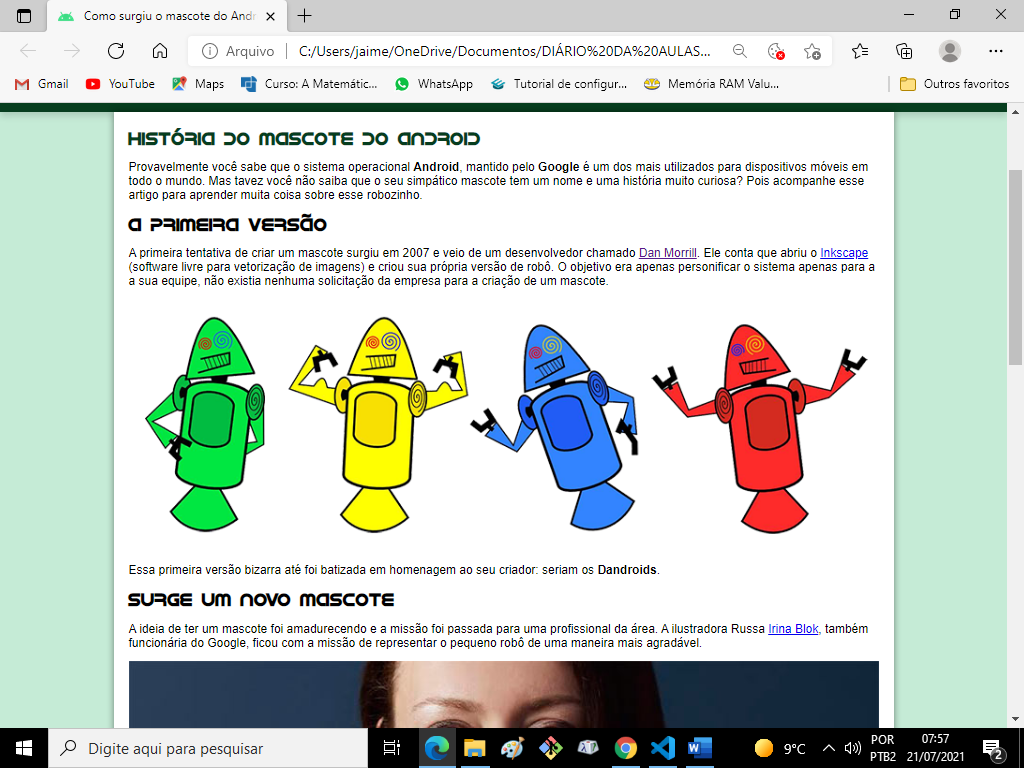 Como surgiu o mascote do Andr
Arquivo
C:/Users/jaime/OneDrive/Documentos/DIÁRIO%20DA%20AULAS...
Gmail
YouTube
Maps
Curso: A Matemátic...
WhatsApp
Tutorial de configur...
Memória RAM Valu...
Outros favoritos
HISTÓRIA DO MASCOTE DO ANDROID
Provavelmente você sabe que o sistema operacional Android, mantido pelo Google é um dos mais utilizados para dispositivos móveis em
todo o mundo. Mas tavez você não saiba que o seu simpático mascote tem um nome e uma história muito curiosa? Pois acompanhe esse
artigo para aprender muita coisa sobre esse robozinho.
A PRIMEIRA VERSÃO
A primeira tentativa de criar um mascote surgiu em 2007 e veio de um desenvolvedor chamado Dan Morrill. Ele conta que abriu o Inkscape
(software livre para vetorização de imagens) e criou sua própria versão de robô. O objetivo era apenas personificar o sistema apenas para a
a sua equipe, não existia nenhuma solicitação da empresa para a criação de um mascote.
Essa primeira versão bizarra até foi batizada em homenagem ao seu criador: seriam os Dandroids.
SURGE UM NOVO MASCOTE
A ideia de ter um mascote foi amadurecendo e a missão foi passada para uma profissional da área. A ilustradora Russa Irina Blok, também
funcionária do Google, ficou com a missão de representar o pequeno robô de uma maneira mais agradável.
Digite aqui para pesquisar
9°C
POR
PTB2
07:57
21/07/2021
2